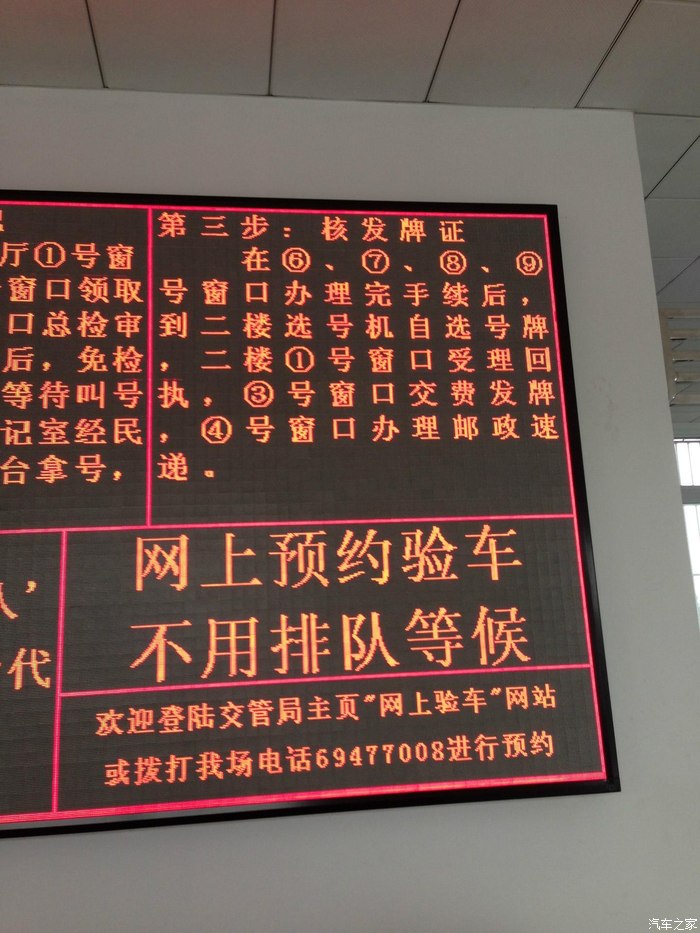 厅①号窗
窗口领取
口总检审
后，免检，
等待叫号
记室经民，
台拿号，
第三步：核发牌证
在⑥、⑦、⑧、⑨
号窗口办理完手续后，
到二楼选号机自选号牌
，二楼①号窗口受理回
执，③号窗口交费发牌
，④号窗口办理邮政速
递。
代
网上预约验车
不用排队等候
欢迎登陆交管局主页"网上验车"网站
或拨打我场电话69477008进行预约
汽车之家